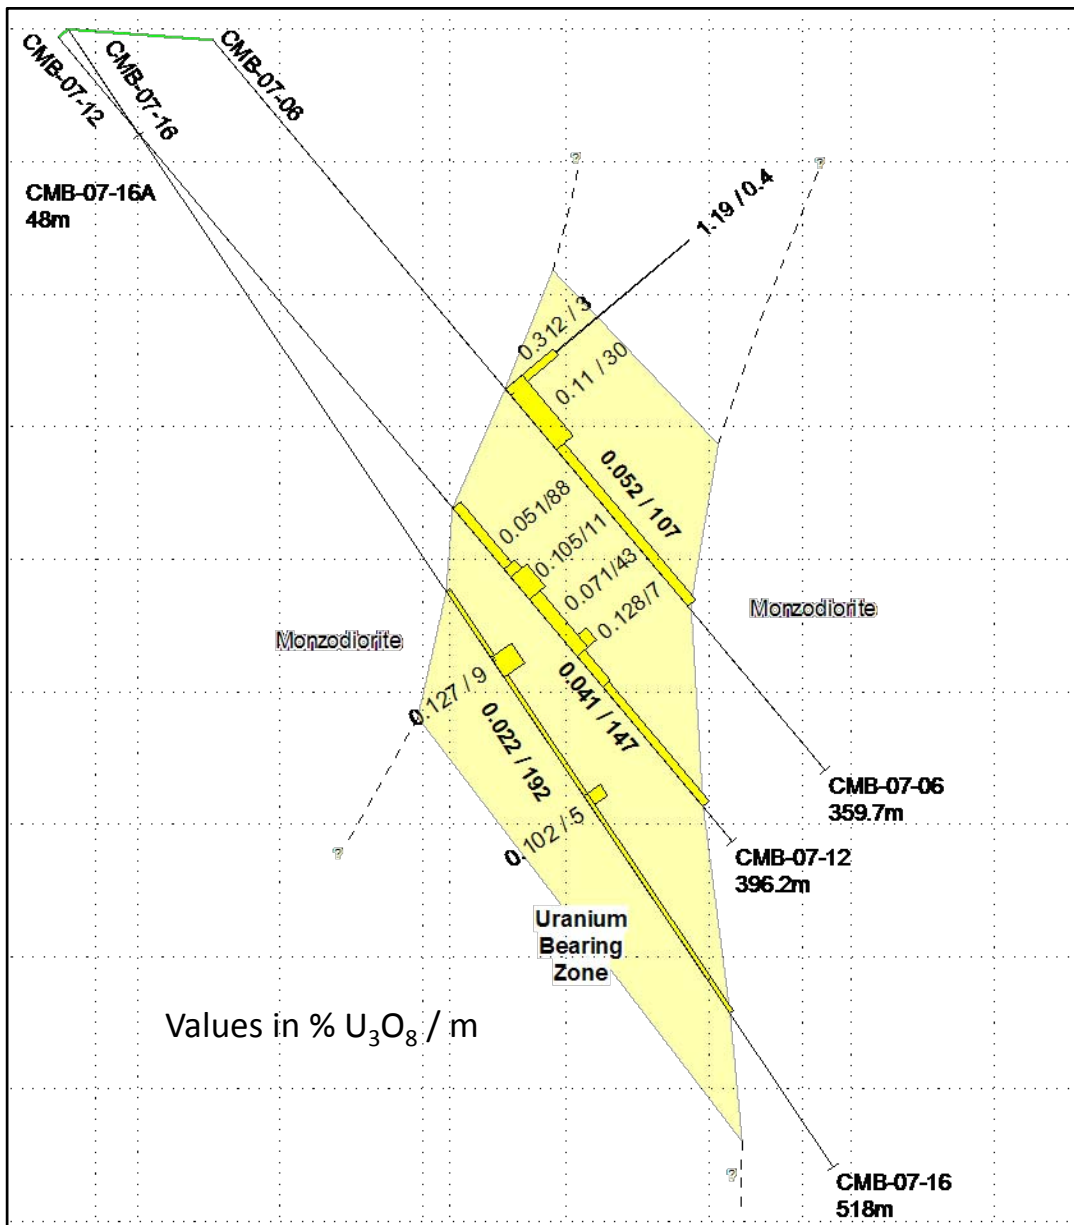 CMB-07-12
CMB-07-16
CMB-07-06
CMB-07-16A
48m
?
?
1.19 / 0.4
0.312 / 3
0.11 / 30
0.052 / 107
0.051/88
0.105/11
0.071/43
0.128/7
0.041 / 147
Monzodiorite
Monzodiorite
0.127 / 9
0.022 / 192
0.102 / 5
?
CMB-07-06
359.7m
CMB-07-12
396.2m
Uranium
Bearing
Zone
Values in % U₃O₈ / m
?
CMB-07-16
518m